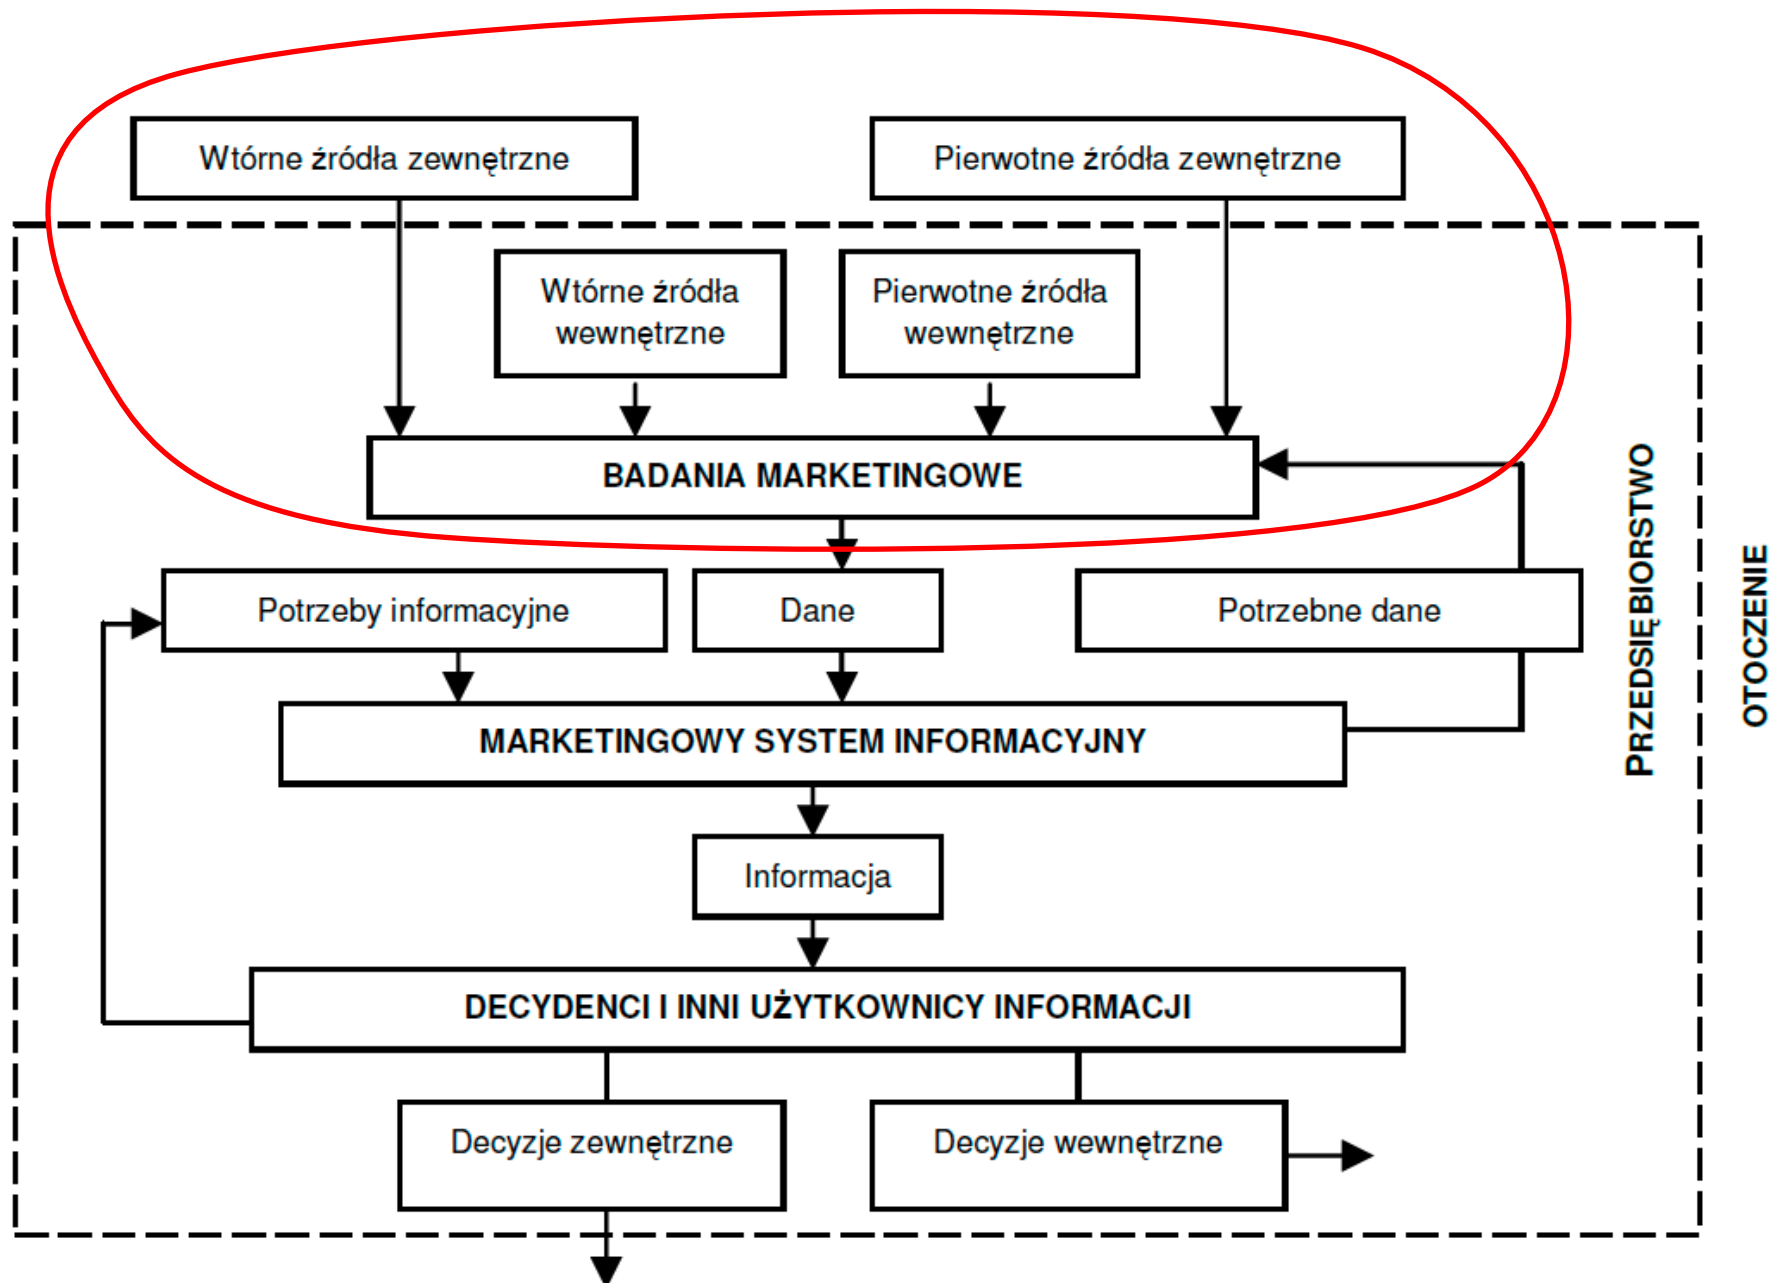 Wtórne źródła zewnętrzne
Pierwotne źródła zewnętrzne
Wtórne źródła
wewnętrzne
Pierwotne źródła
wewnętrzne
BADANIA MARKETINGOWE
Potrzeby informacyjne
Dane
Potrzebne dane
MARKETINGOWY SYSTEM INFORMACYJNY
Informacja
DECYDENCI I INNI UŻYTKOWNICY INFORMACJI
Decyzje zewnętrzne
Decyzje wewnętrzne
PRZEDSIĘBIORSTWO
OTOCZENIE